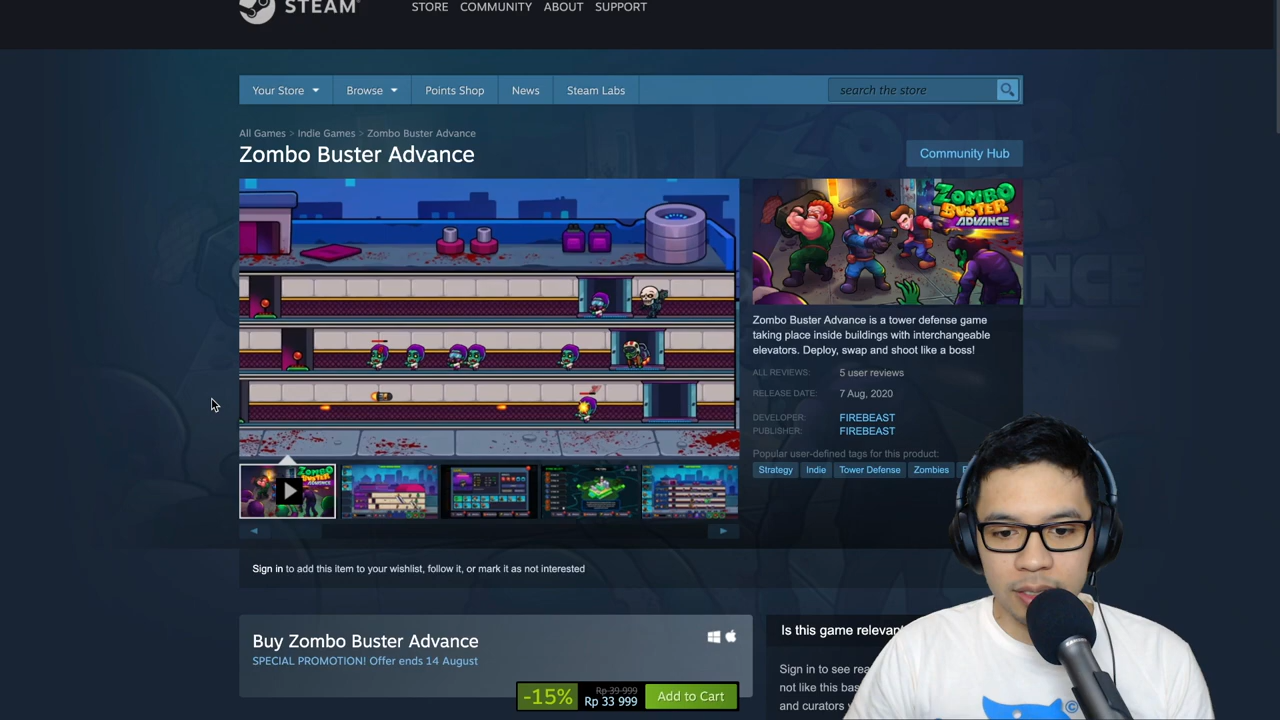 STEAM
STORE COMMUNITY ABOUT SUPPORT
Your Store Browse Points Shop News Steam Labs
search the store
All Games > Indie Games > Zombo Buster Advance
Zombo Buster Advance
Community Hub
ZOMBO
BUSTER
ADVANCE
Zombo Buster Advance is a tower defense game
taking place inside buildings with interchangeable
elevators. Deploy, swap and shoot like a boss!
ALL REVIEWS: 5 user reviews
RELEASE DATE: 7 Aug, 2020
DEVELOPER: FIREBEAST
PUBLISHER: FIREBEAST
Popular user-defined tags for this product:
Strategy Indie Tower Defense Zombies
Sign in to add this item to your wishlist, follow it, or mark it as not interested
Buy Zombo Buster Advance
SPECIAL PROMOTION! Offer ends 14 August
-15% Rp 39 999 Rp 33 999 Add to Cart
Is this game relevant
Sign in to see
not like this
and curators
©